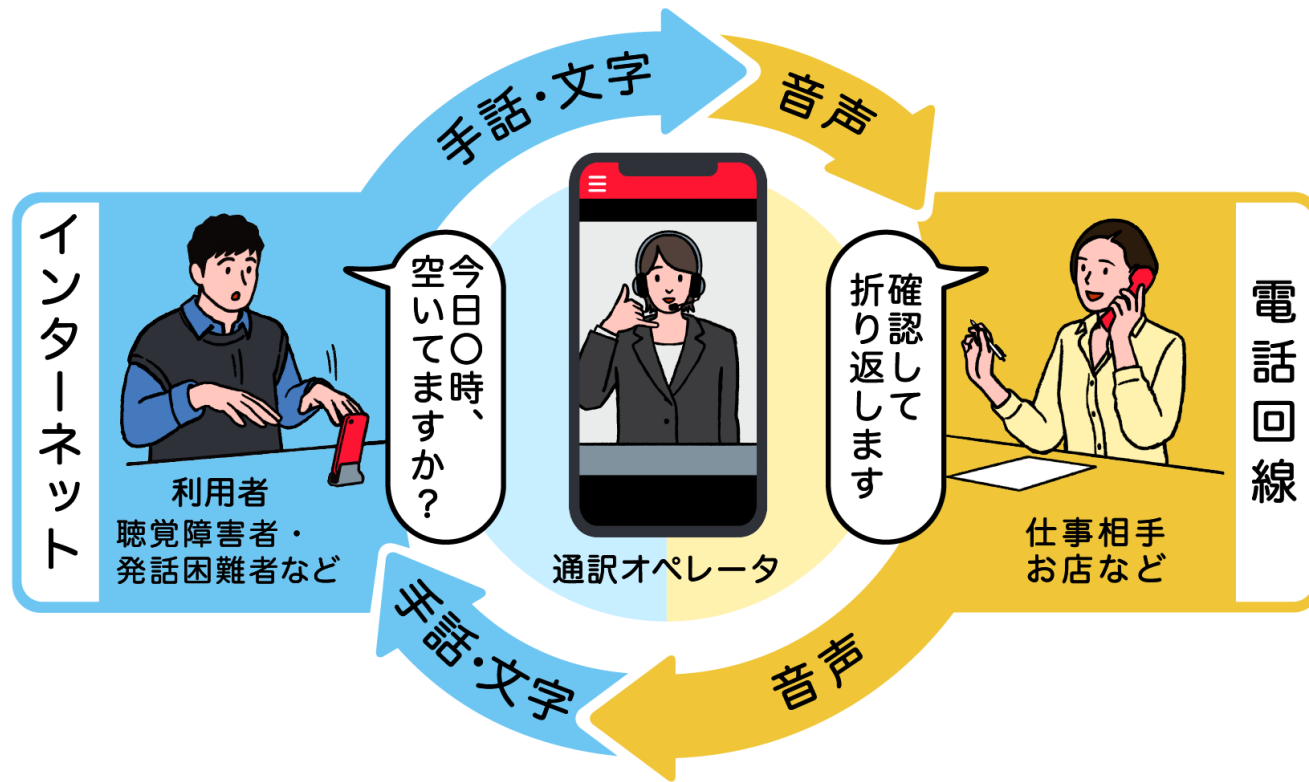 手話・文字
音声
インターネット
今日〇時、
空いてますか？
確認して
折り返します
電話回線
利用者
聴覚障害者・
発話困難者など
通訳オペレータ
仕事相手
お店など
手話・文字
音声